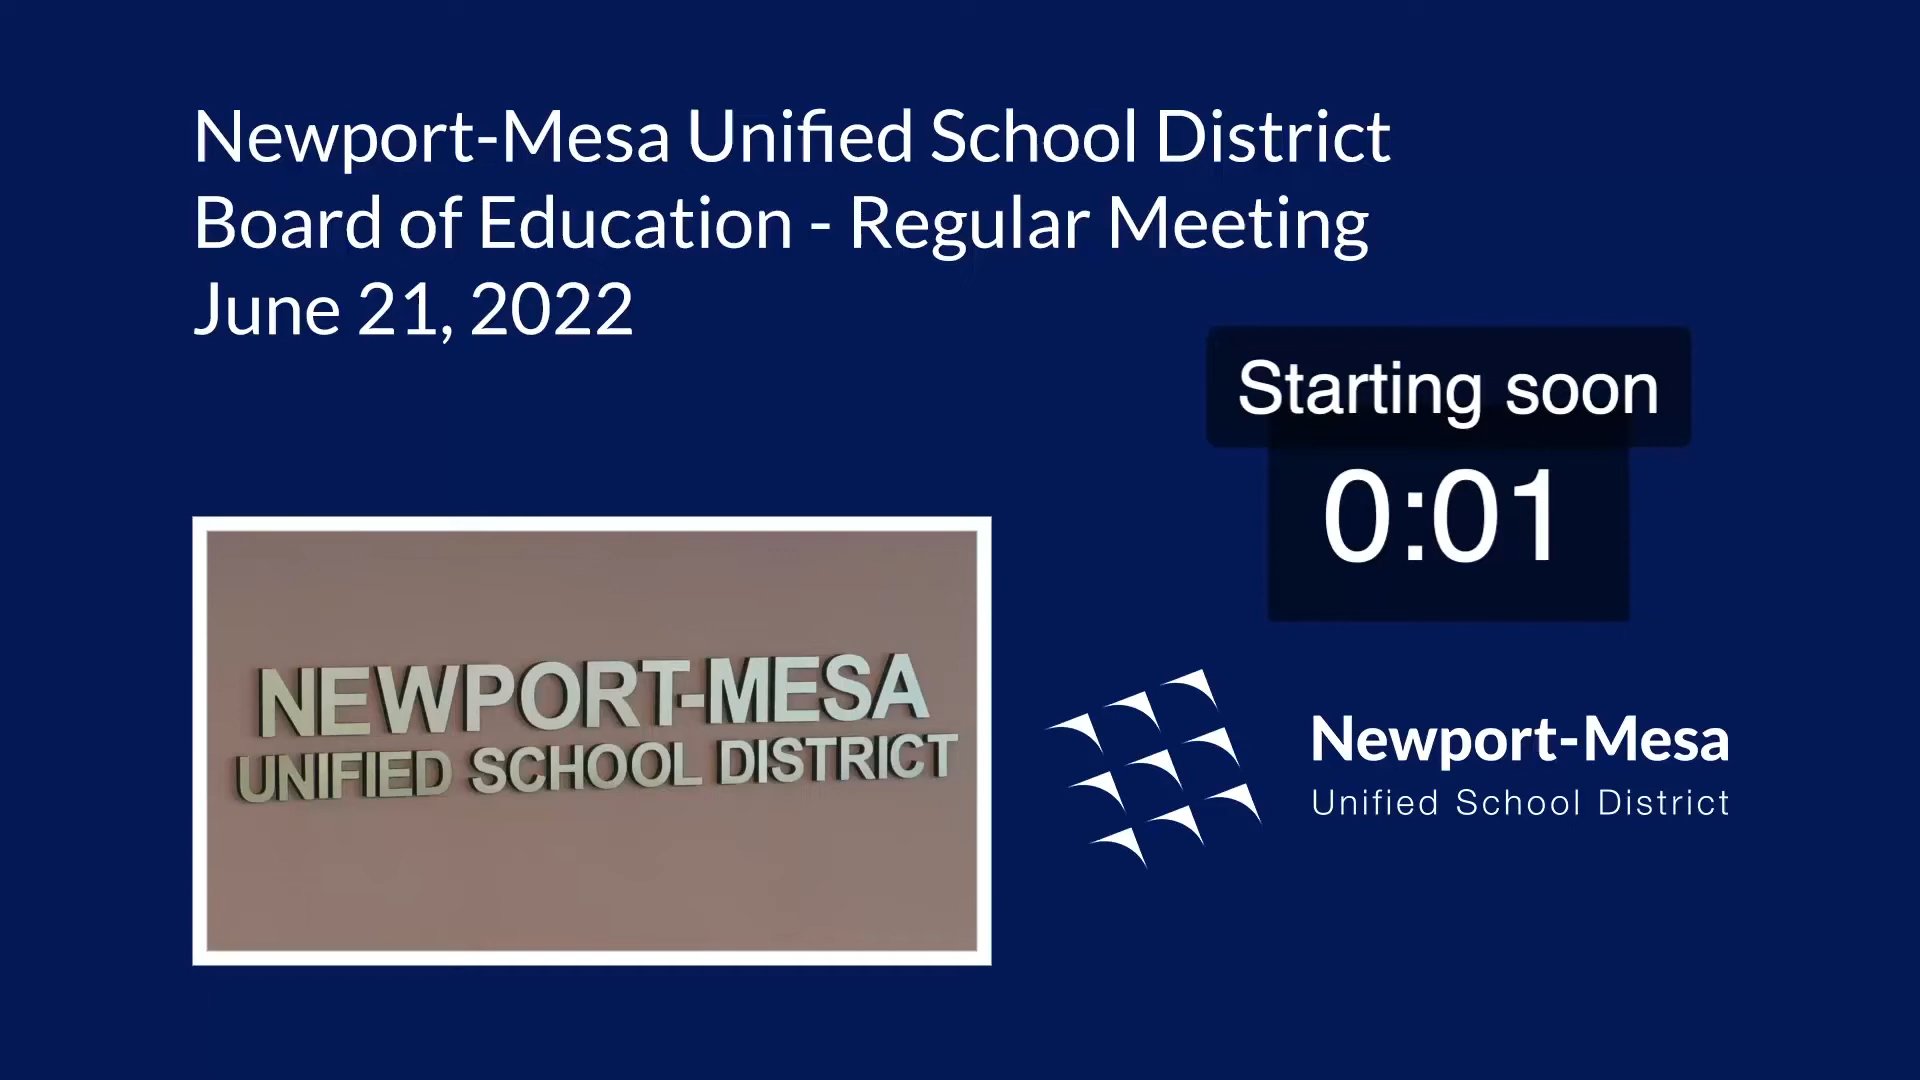 Newport-Mesa Unified School District
Board of Education - Regular Meeting
June 21, 2022
Starting soon
0:01
NEWPORT-MESA
UNIFIED SCHOOL DISTRICT
Newport-Mesa
Unified School District